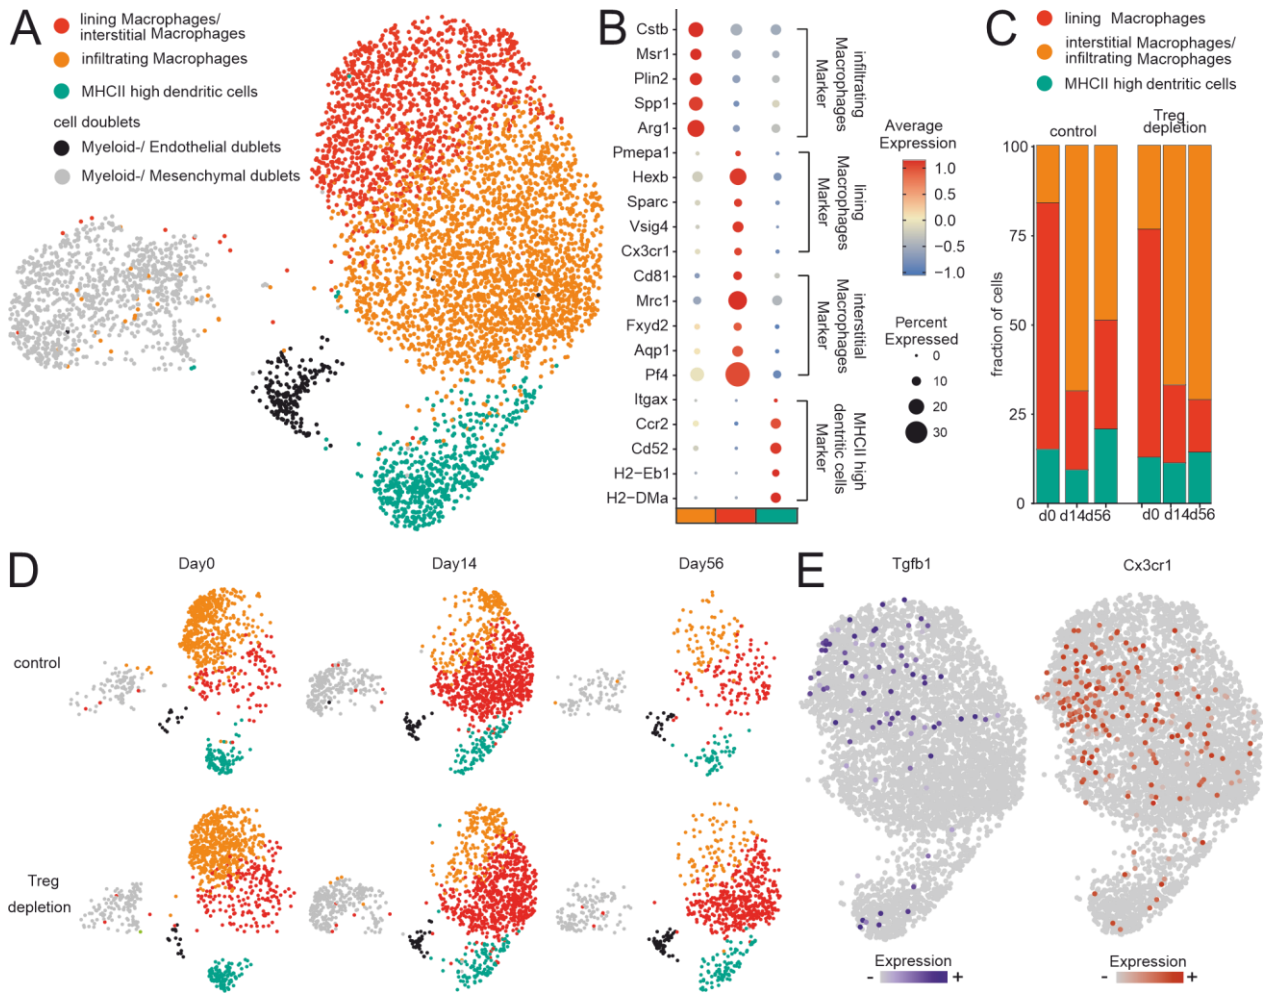 A
lining Macrophages/
interstitial Macrophages
infiltrating Macrophages
MHCII high dendritic cells
cell doublets
Myeloid-/ Endothelial dublets
Myeloid-/ Mesenchymal dublets
B
Cstb
Msr1
Plin2
Spp1
Arg1
Pmepa1
Hexb
Sparc
Vsig4
Cx3cr1
Cd81
Mrc1
Fxyd2
Aqp1
Pf4
Itgax
Ccr2
Cd52
H2−Eb1
H2−DMa
infiltrating
Macrophages
Marker
lining
Macrophages
Marker
interstitial
Macrophages
Marker
MHCII high
dentritic cells
Marker
Average
Expression
1.0
0.5
0.0
−0.5
−1.0
Percent
Expressed
0
10
20
30
C
lining Macrophages
interstitial Macrophages/
infiltrating Macrophages
MHCII high dentritic cells
control
Treg
depletion
fraction of cells
100
75
50
25
0
d0 d14d56
d0 d14d56
D
Day0
Day14
Day56
control
Treg
depletion
E
Tgfb1
Cx3cr1
Expression
- +
Expression
- +